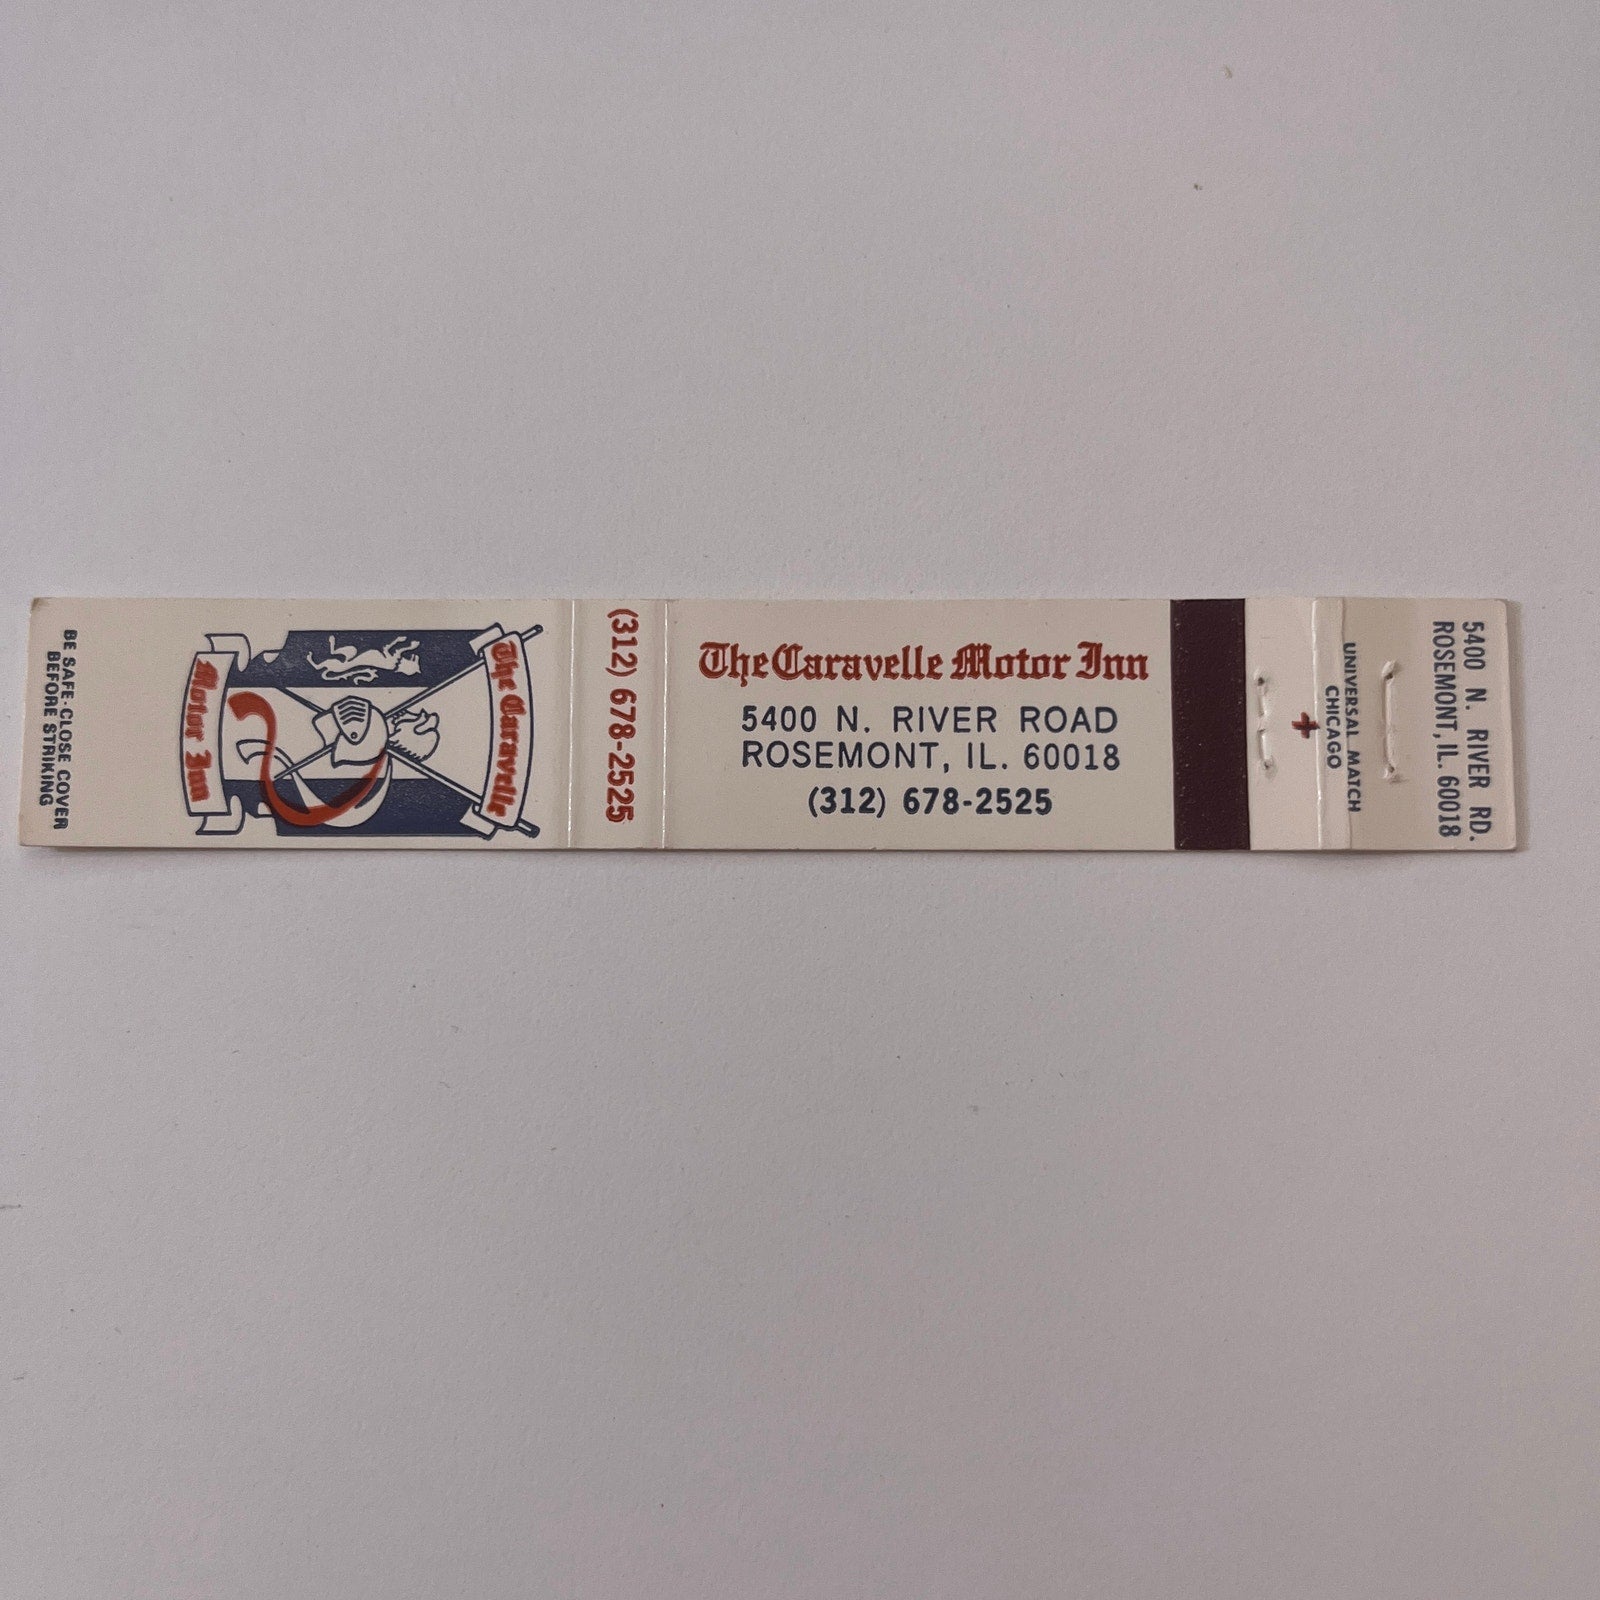 BE SAFE-CLOSE COVER
BEFORE STRIKING
The Caravelle
Motor Inn
(312) 678-2525
The Caravelle Motor Inn
5400 N. RIVER ROAD
ROSEMONT, IL. 60018
(312) 678-2525
UNIVERSAL MATCH
CHICAGO
5400 N. RIVER RD.
ROSEMONT, IL. 60018